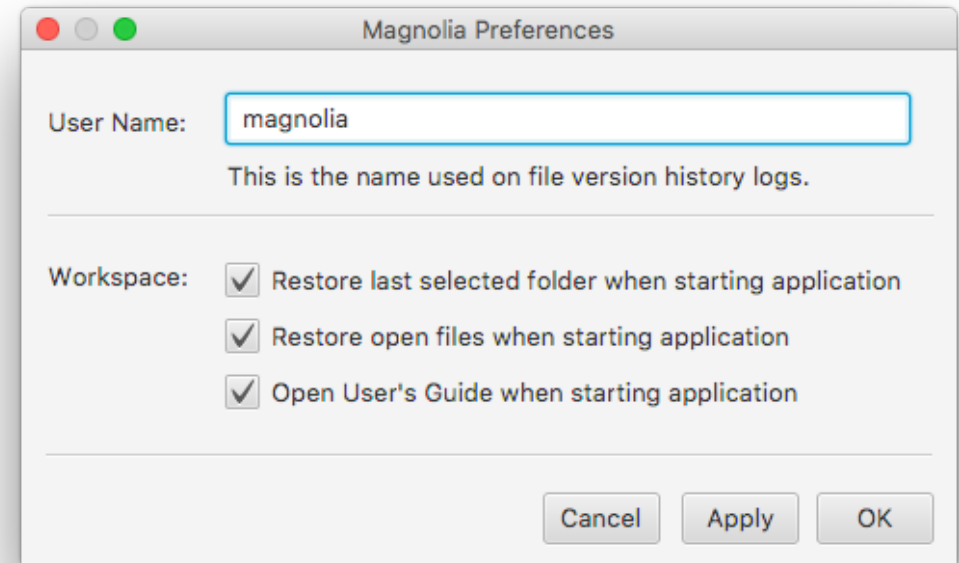 Magnolia Preferences
User Name: magnolia
This is the name used on file version history logs.
Workspace: Restore last selected folder when starting application
Restore open files when starting application
Open User's Guide when starting application
Cancel Apply OK